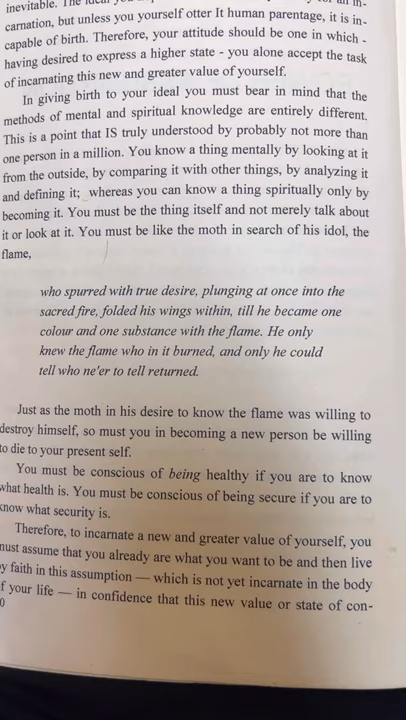 inevitable. The ideal
carnation, but unless you yourself otter It human parentage, it is in-
capable of birth. Therefore, your attitude should be one in which -
having desired to express a higher state - you alone accept the task
of incarnating this new and greater value of yourself.
In giving birth to your ideal you must bear in mind that the
methods of mental and spiritual knowledge are entirely different.
This is a point that IS truly understood by probably not more than
one person in a million. You know a thing mentally by looking at it
from the outside, by comparing it with other things, by analyzing it
and defining it; whereas you can know a thing spiritually only by
becoming it. You must be the thing itself and not merely talk about
it or look at it. You must be like the moth in search of his idol, the
flame,
who spurred with true desire, plunging at once into the
sacred fire, folded his wings within, till he became one
colour and one substance with the flame. He only
knew the flame who in it burned, and only he could
tell who ne'er to tell returned.
Just as the moth in his desire to know the flame was willing to
destroy himself, so must you in becoming a new person be willing
to die to your present self.
You must be conscious of being healthy if you are to know
what health is. You must be conscious of being secure if you are to
know what security is.
Therefore, to incarnate a new and greater value of yourself, you
must assume that you already are what you want to be and then live
y faith in this assumption — which is not yet incarnate in the body
f your life — in confidence that this new value or state of con-
0